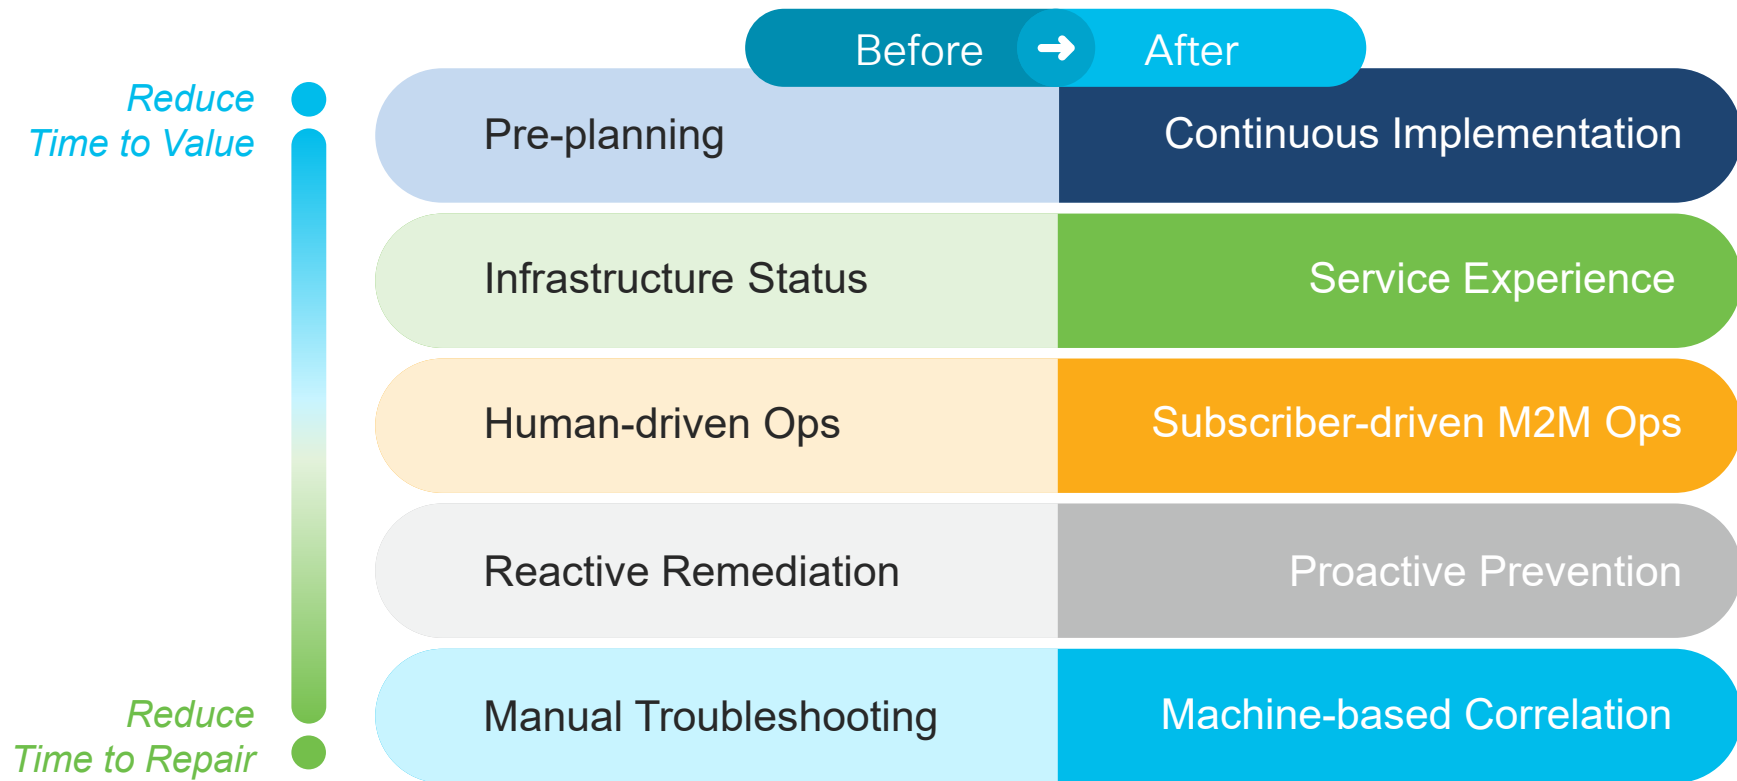 Before
After
Reduce
Time to Value
Pre-planning
Continuous Implementation
Infrastructure Status
Service Experience
Human-driven Ops
Subscriber-driven M2M Ops
Reactive Remediation
Proactive Prevention
Reduce
Time to Repair
Manual Troubleshooting
Machine-based Correlation